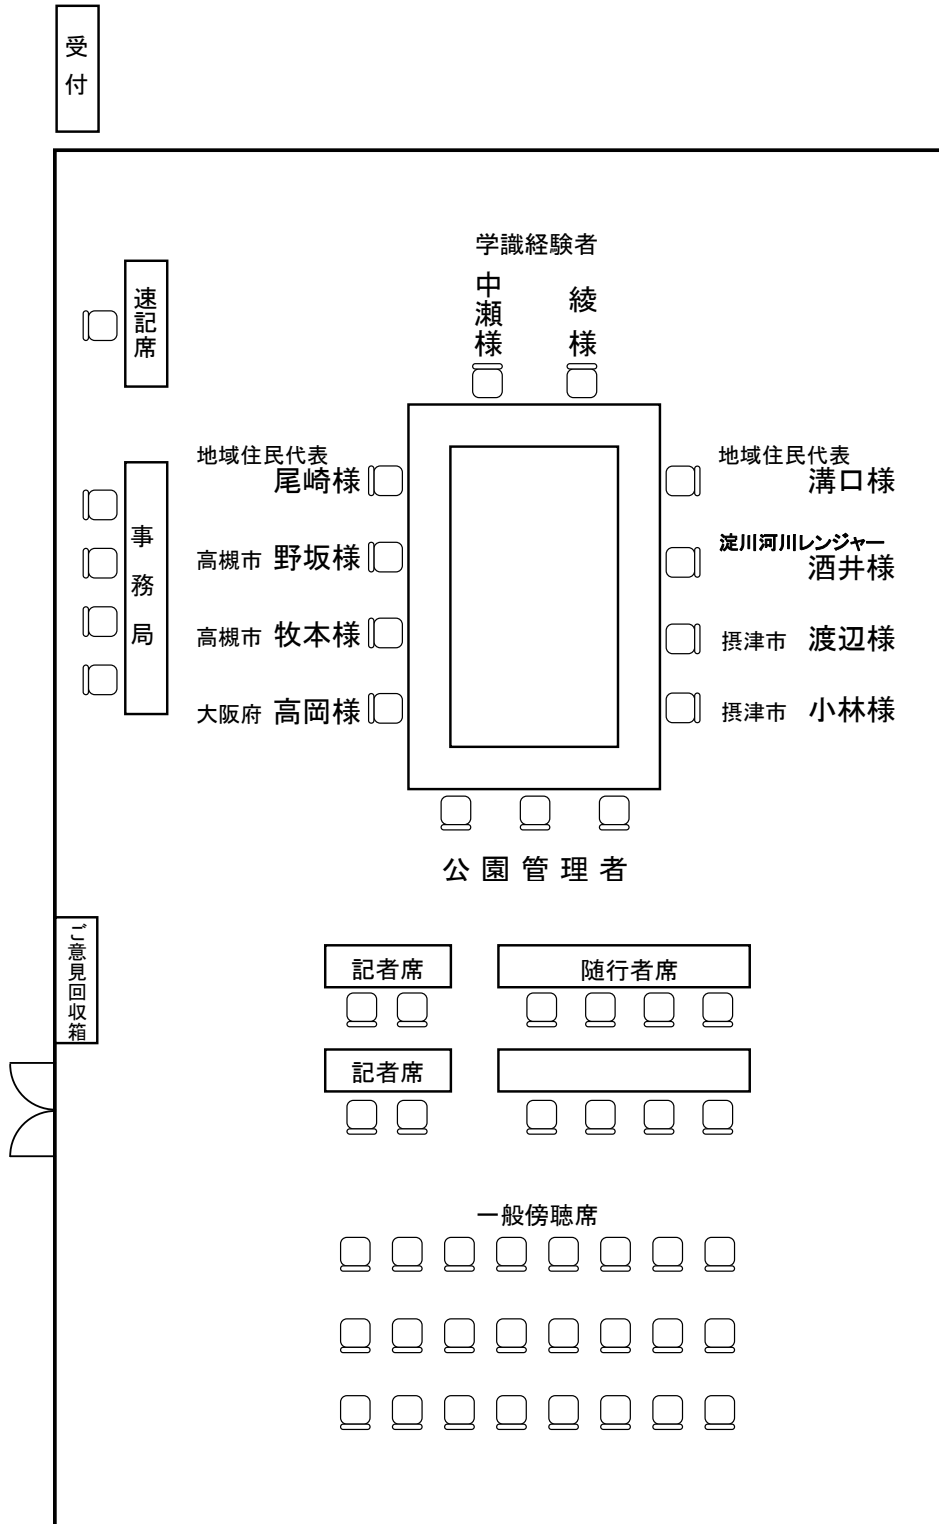 受付
学識経験者
中瀬様
綾様
速記席
地域住民代表
尾崎様
地域住民代表
溝口様
事務局
高槻市 野坂様
淀川河川レンジャー
酒井様
高槻市 牧本様
摂津市 渡辺様
大阪府 高岡様
摂津市 小林様
公園管理者
ご意見回収箱
記者席
随行者席
記者席
一般傍聴席